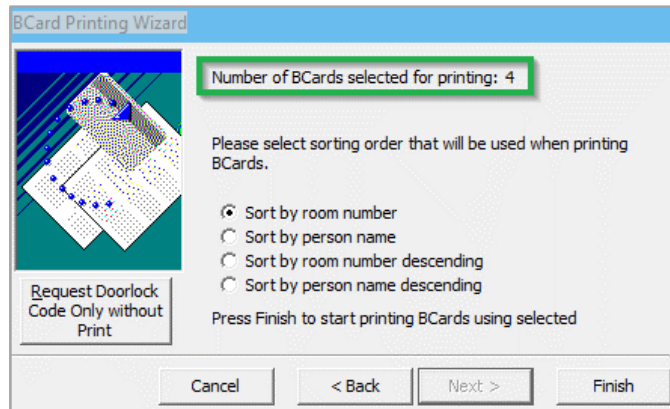 BCard Printing Wizard
Number of BCards selected for printing: 4
Please select sorting order that will be used when printing
BCards.
Sort by room number
Sort by person name
Sort by room number descending
Sort by person name descending
Request Doorlock
Code Only without
Print
Press Finish to start printing BCards using selected
Cancel
< Back
Next >
Finish